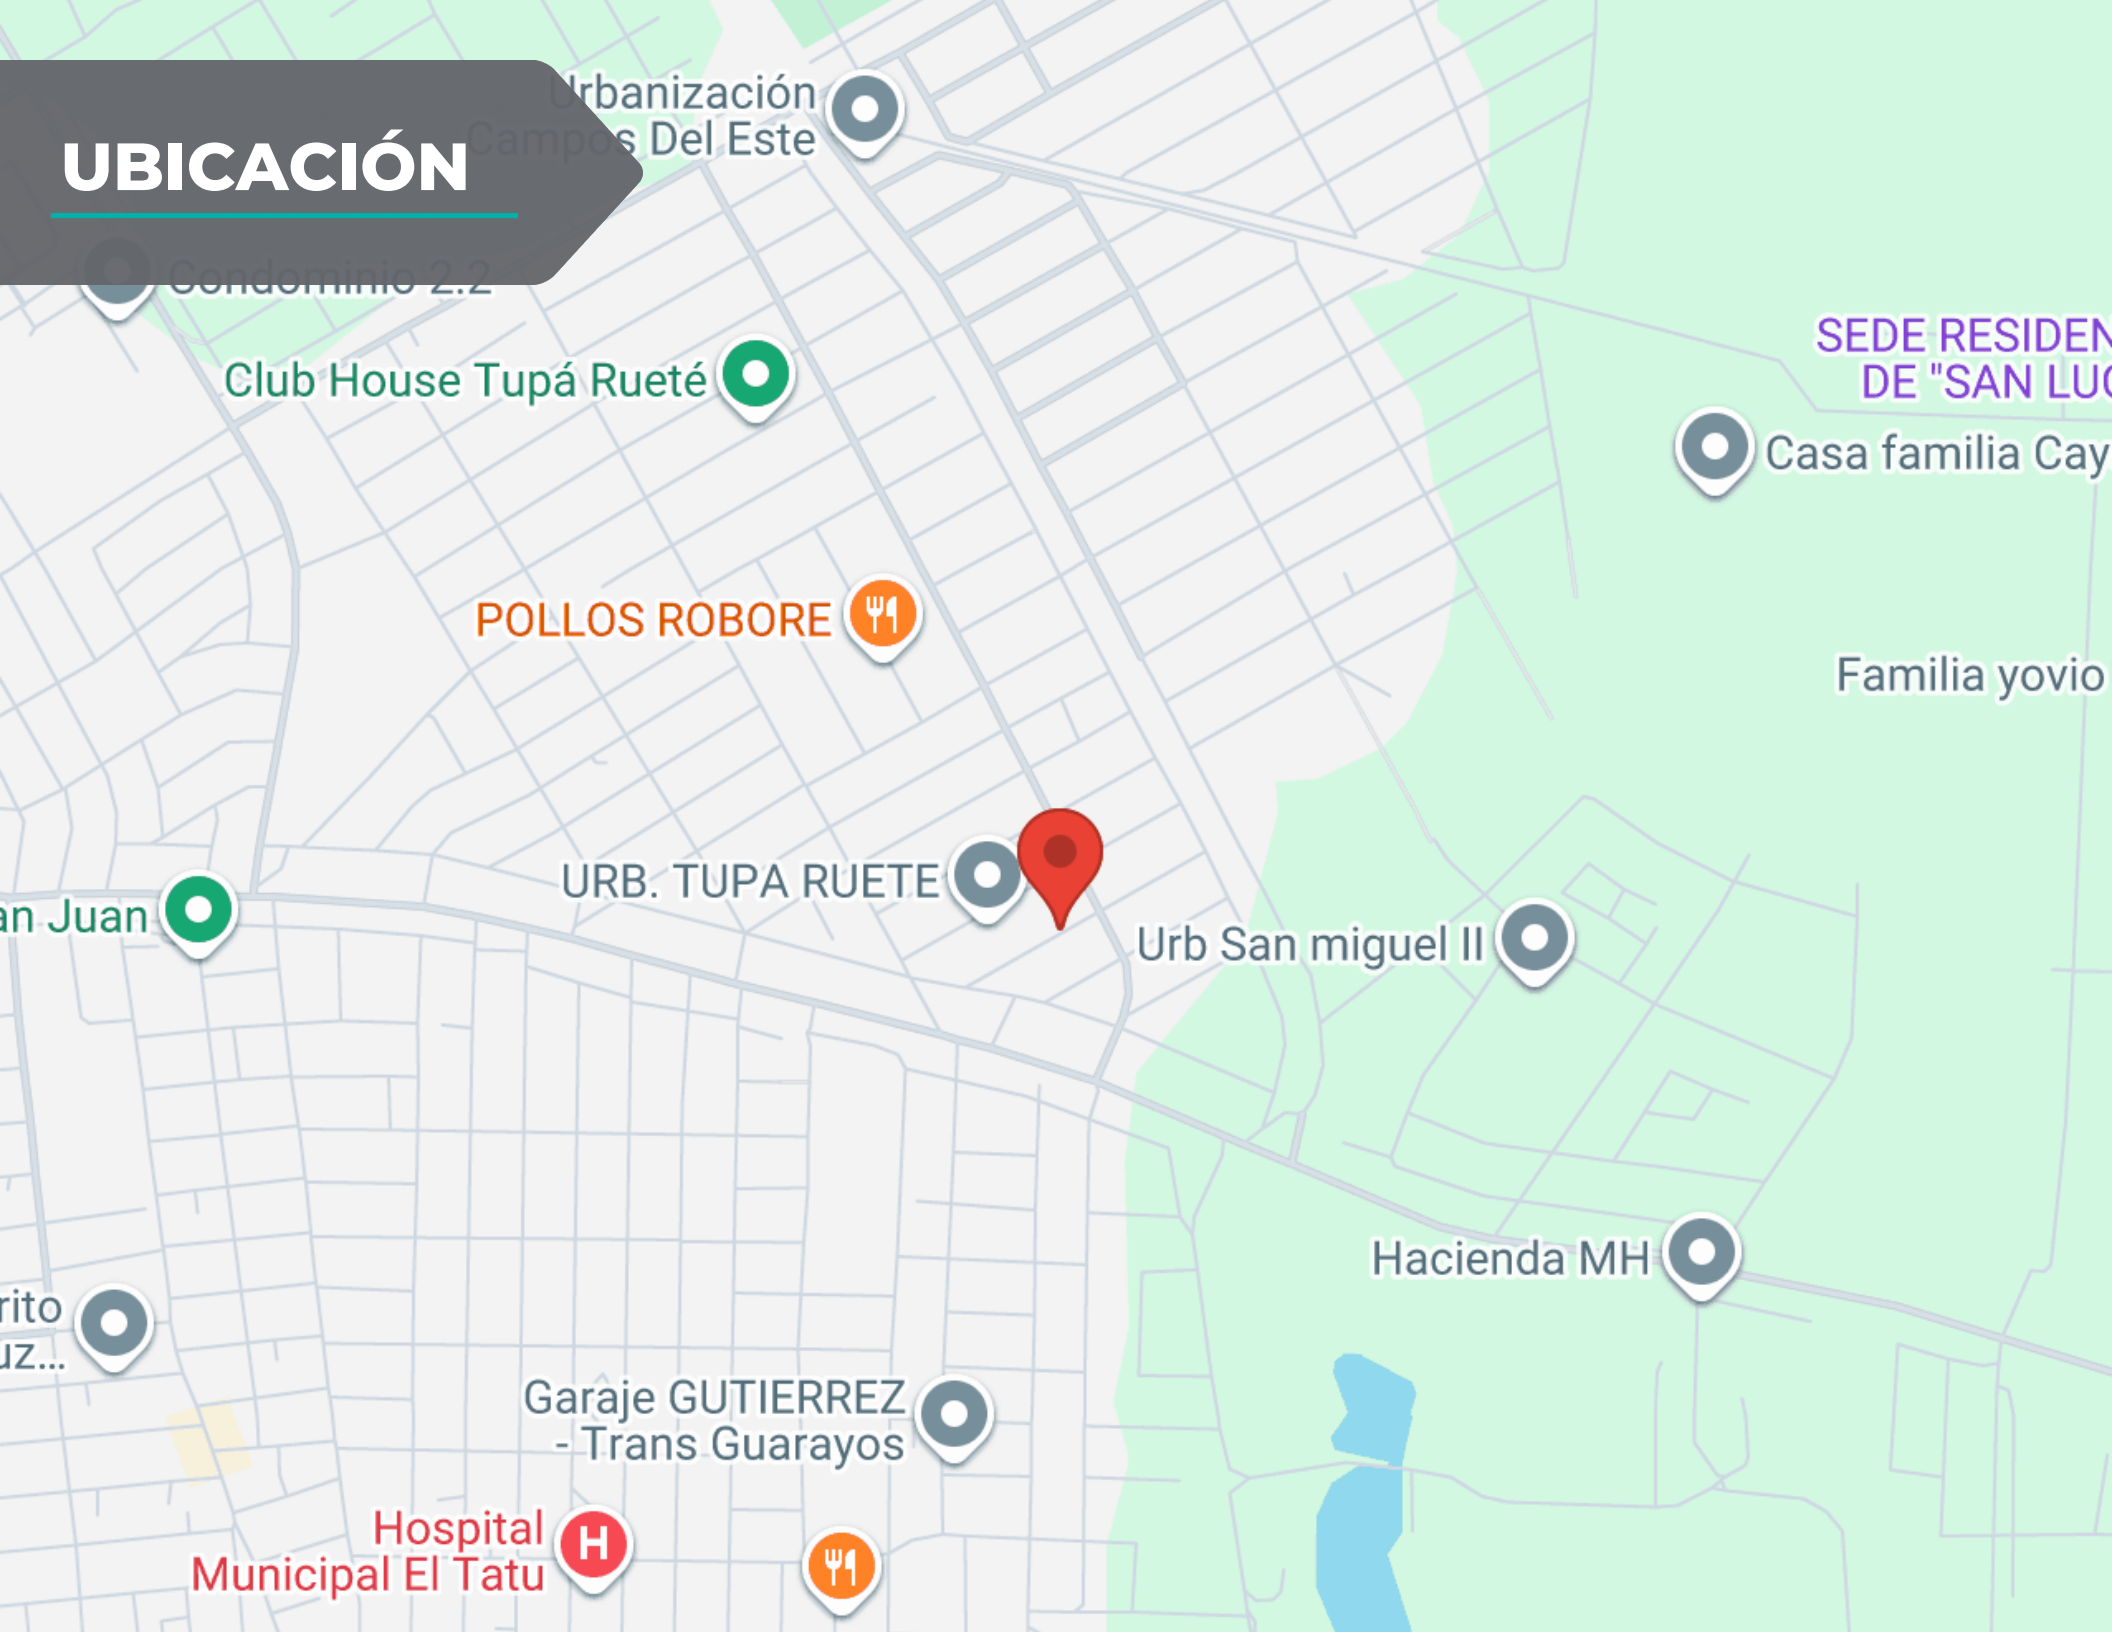 UBICACIÓN
Urbanización
Campos Del Este
Condominio 2.2
SEDE RESIDEN
DE "SAN LUC
Club House Tupá Rueté
Casa familia Cay
POLLOS ROBORE
Familia yovio
URB. TUPA RUETE
an Juan
Urb San miguel II
Hacienda MH
rito
uz...
Garaje GUTIERREZ
- Trans Guarayos
Hospital
Municipal El Tatu
H